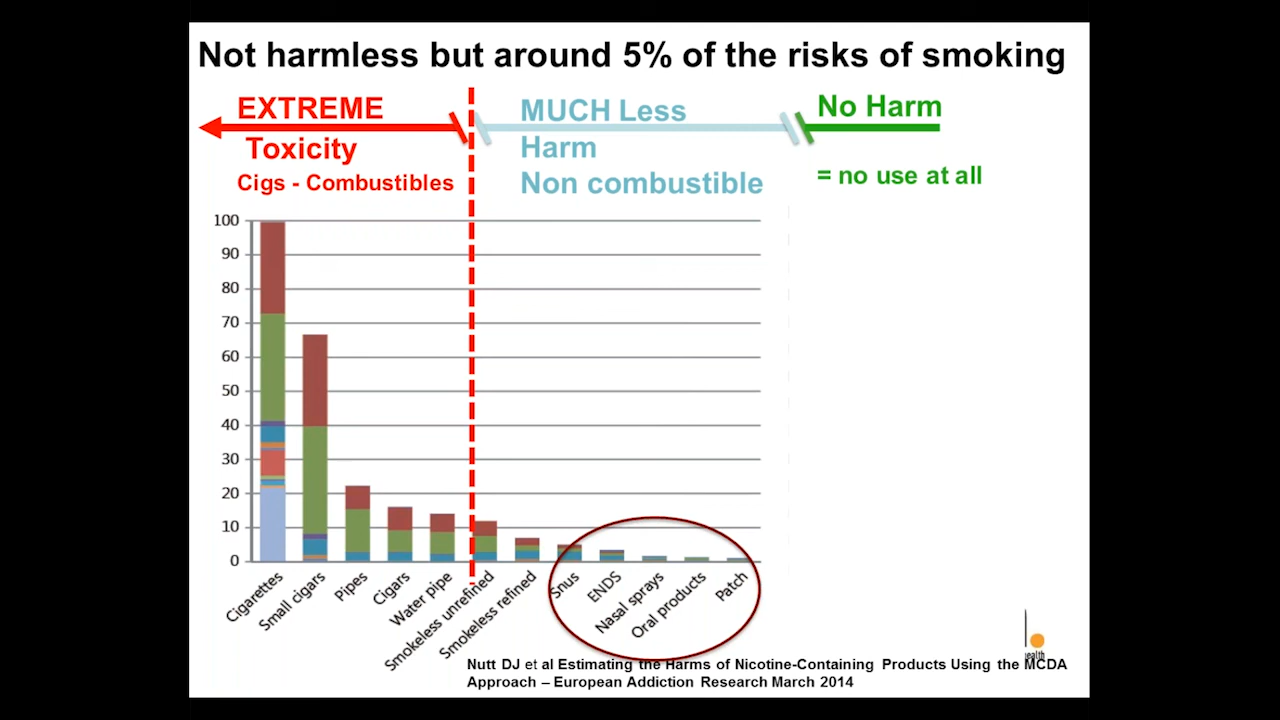 Not harmless but around 5% of the risks of smoking
EXTREME
Toxicity
Cigs - Combustibles
MUCH Less
Harm
Non combustible
No Harm
= no use at all
100
90
80
70
60
50
40
30
20
10
0
Cigarettes
Small cigars
Pipes
Cigars
Water pipe
Smokeless unrefined
Smokeless refined
Snus
ENDS
Nasal sprays
Oral products
Patch
Nutt DJ et al Estimating the Harms of Nicotine-Containing Products Using the MCDA
Approach – European Addiction Research March 2014